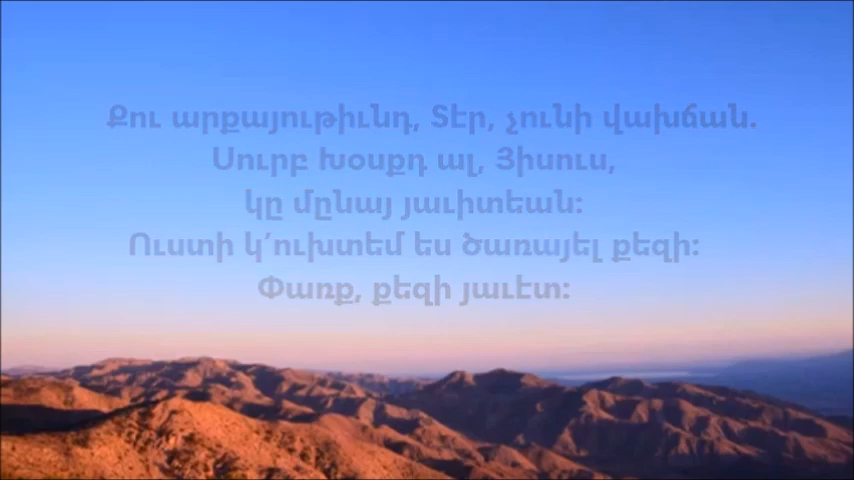 Քու արքայութիւնդ, Տէր, չունի վախճան.
Սուրբ Խօսքդ ալ, Յիսուս,
կը մընայ յաւիտեան։
Ուստի կ՛ուխտեմ ես ծառայել քեզի։
Փառք, քեզի յաւէտ։